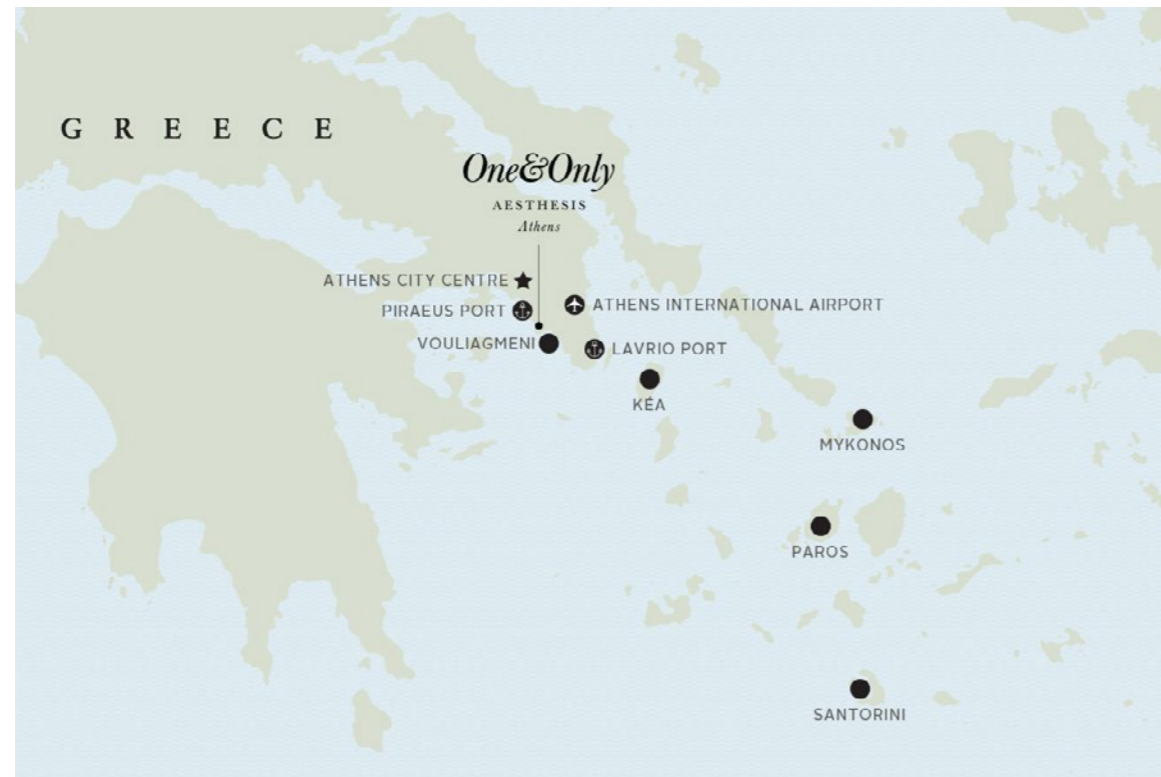 GREECE
One&Only
AESTHESIS
Athens
ATHENS CITY CENTRE
ATHENS INTERNATIONAL AIRPORT
PIRAEUS PORT
VOULIAGMENI
LAVRIO PORT
KÉA
MYKONOS
PAROS
SANTORINI